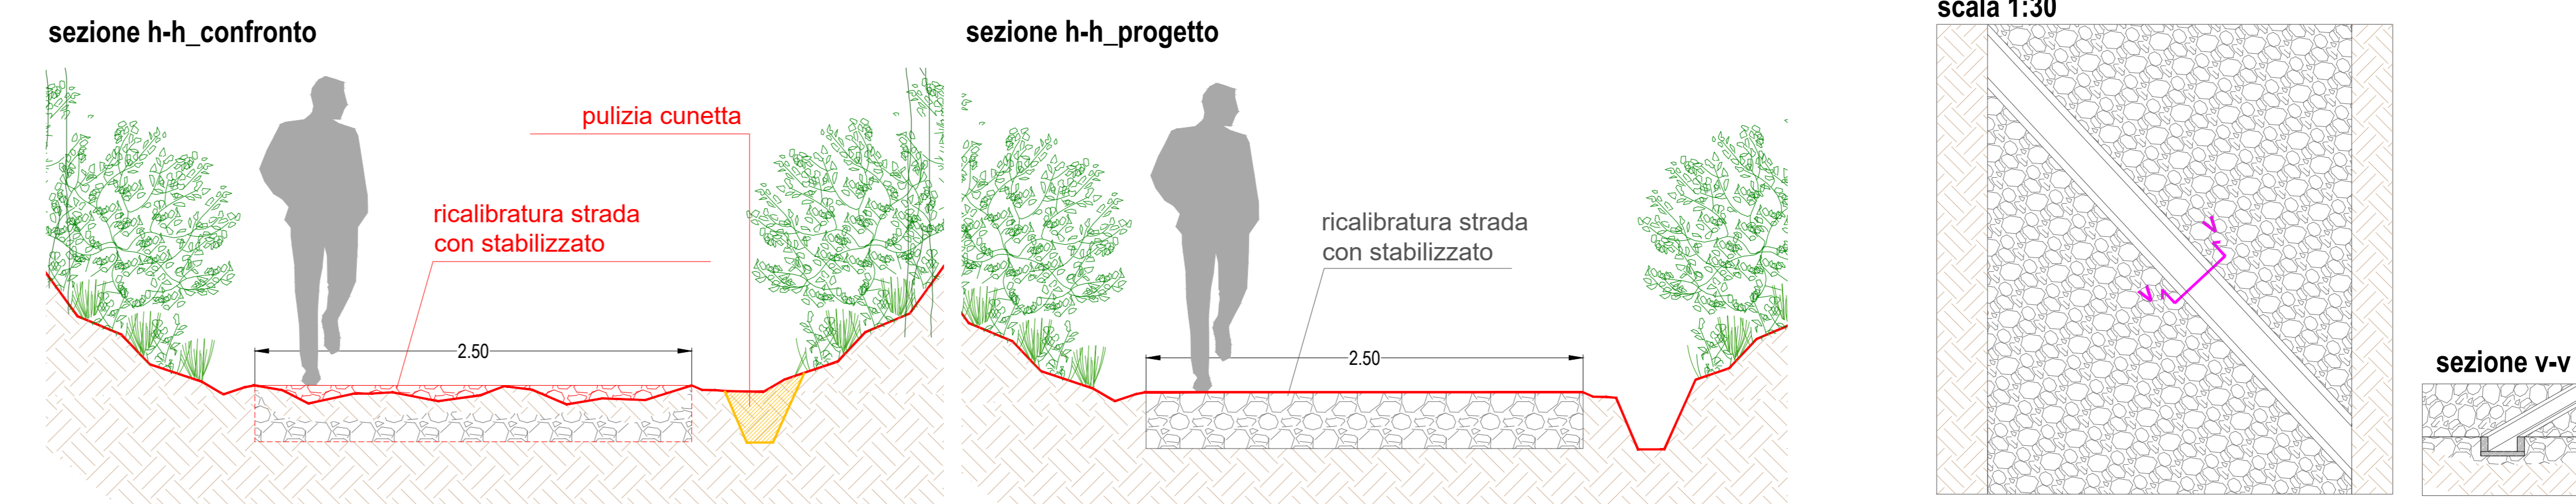 sezione h-h_confronto
pulizia cunetta
ricalibratura strada
con stabilizzato
2.50
sezione h-h_progetto
ricalibratura strada
con stabilizzato
2.50
scala 1:30
V
V
sezione v-v